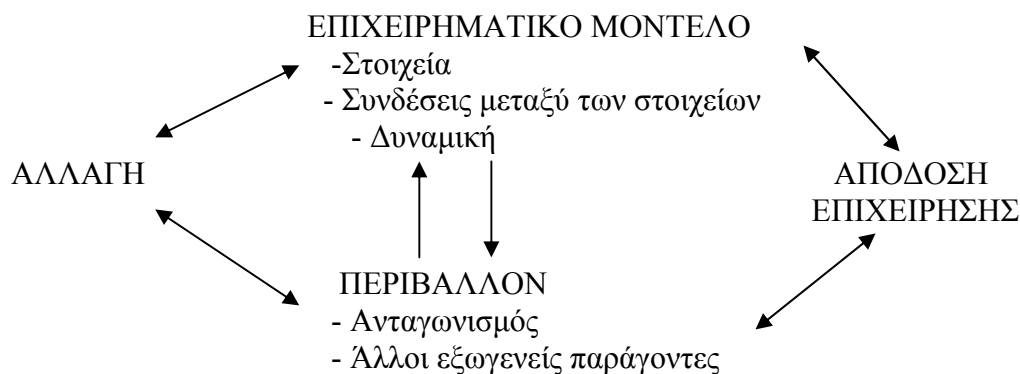 ΕΠΙΧΕΙΡΗΜΑΤΙΚΟ ΜΟΝΤΕΛΟ
-Στοιχεία
- Συνδέσεις μεταξύ των στοιχείων
- Δυναμική
ΑΛΛΑΓΗ
ΑΠΟΔΟΣΗ
ΕΠΙΧΕΙΡΗΣΗΣ
ΠΕΡΙΒΑΛΛΟΝ
- Ανταγωνισμός
- Άλλοι εξωγενείς παράγοντες